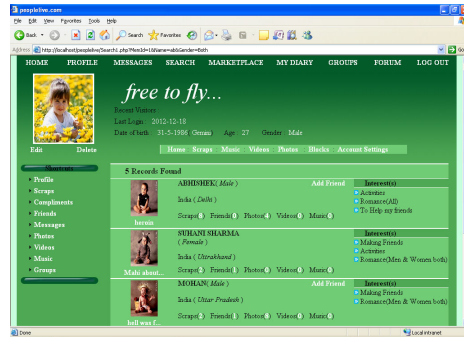 peoplelive.com
File Edit View Favorites Tools Help
Back Search Favorites
Address http://localhost/peoplelive/Search1.php?MemId=1&Name=ab&Gender=Both Go
HOME PROFILE MESSAGES SEARCH MARKETPLACE MY DIARY GROUPS FORUM LOG OUT
free to fly...
Recent Visitors :
Last Login: 2012-12-18
Date of birth 31-5-1986 (Gemini) Age : 27 Gender Male
Edit Delete
Home Scraps Music Videos Photos Blocks Account Settings
Shortcuts
Profile
Scraps
Compliments
Friends
Messages
Photos
Videos
Music
Groups
5 Records Found
ABHISHEK( Male ) Add Friend Interest(s)
Activities
India ( Delhi ) Romance(All)
To Help my friends
Scraps( ) Friends( ) Photos( ) Videos( ) Music( )
heroin
SUHANI SHARMA Interest(s)
( Female ) Making Friends
Activities
India ( Uttrakhand ) Romance(Men & Women both)
Scraps( ) Friends( ) Photos( ) Videos( ) Music( )
Mahi about...
MOHAN( Male ) Add Friend Interest(s)
Making Friends
India ( Uttar Pradesh ) Romance(Men & Women both)
Scraps( ) Friends( ) Photos( ) Videos( ) Music( )
hell was f...
Done Local intranet